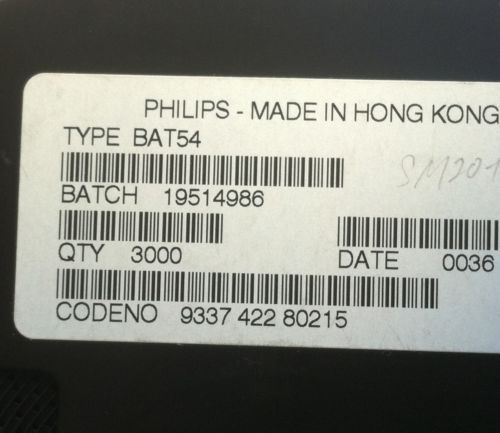 PHILIPS - MADE IN HONG KONG
TYPE BAT54
BATCH 19514986
QTY 3000
DATE 0036
CODENO 9337 422 80215